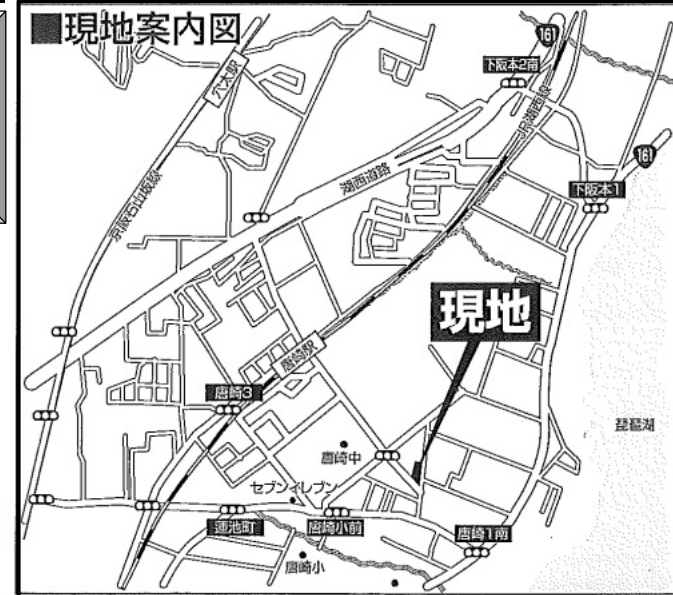 ■現地案内図
161
下阪本2南
穴太駅
JR湖西線
161
湖西道路
下阪本1
京阪石山坂線
現地
唐崎駅
唐崎3
琵琶湖
唐崎中
セブンイレブン
蓮池町
唐崎小前
唐崎1南
唐崎小